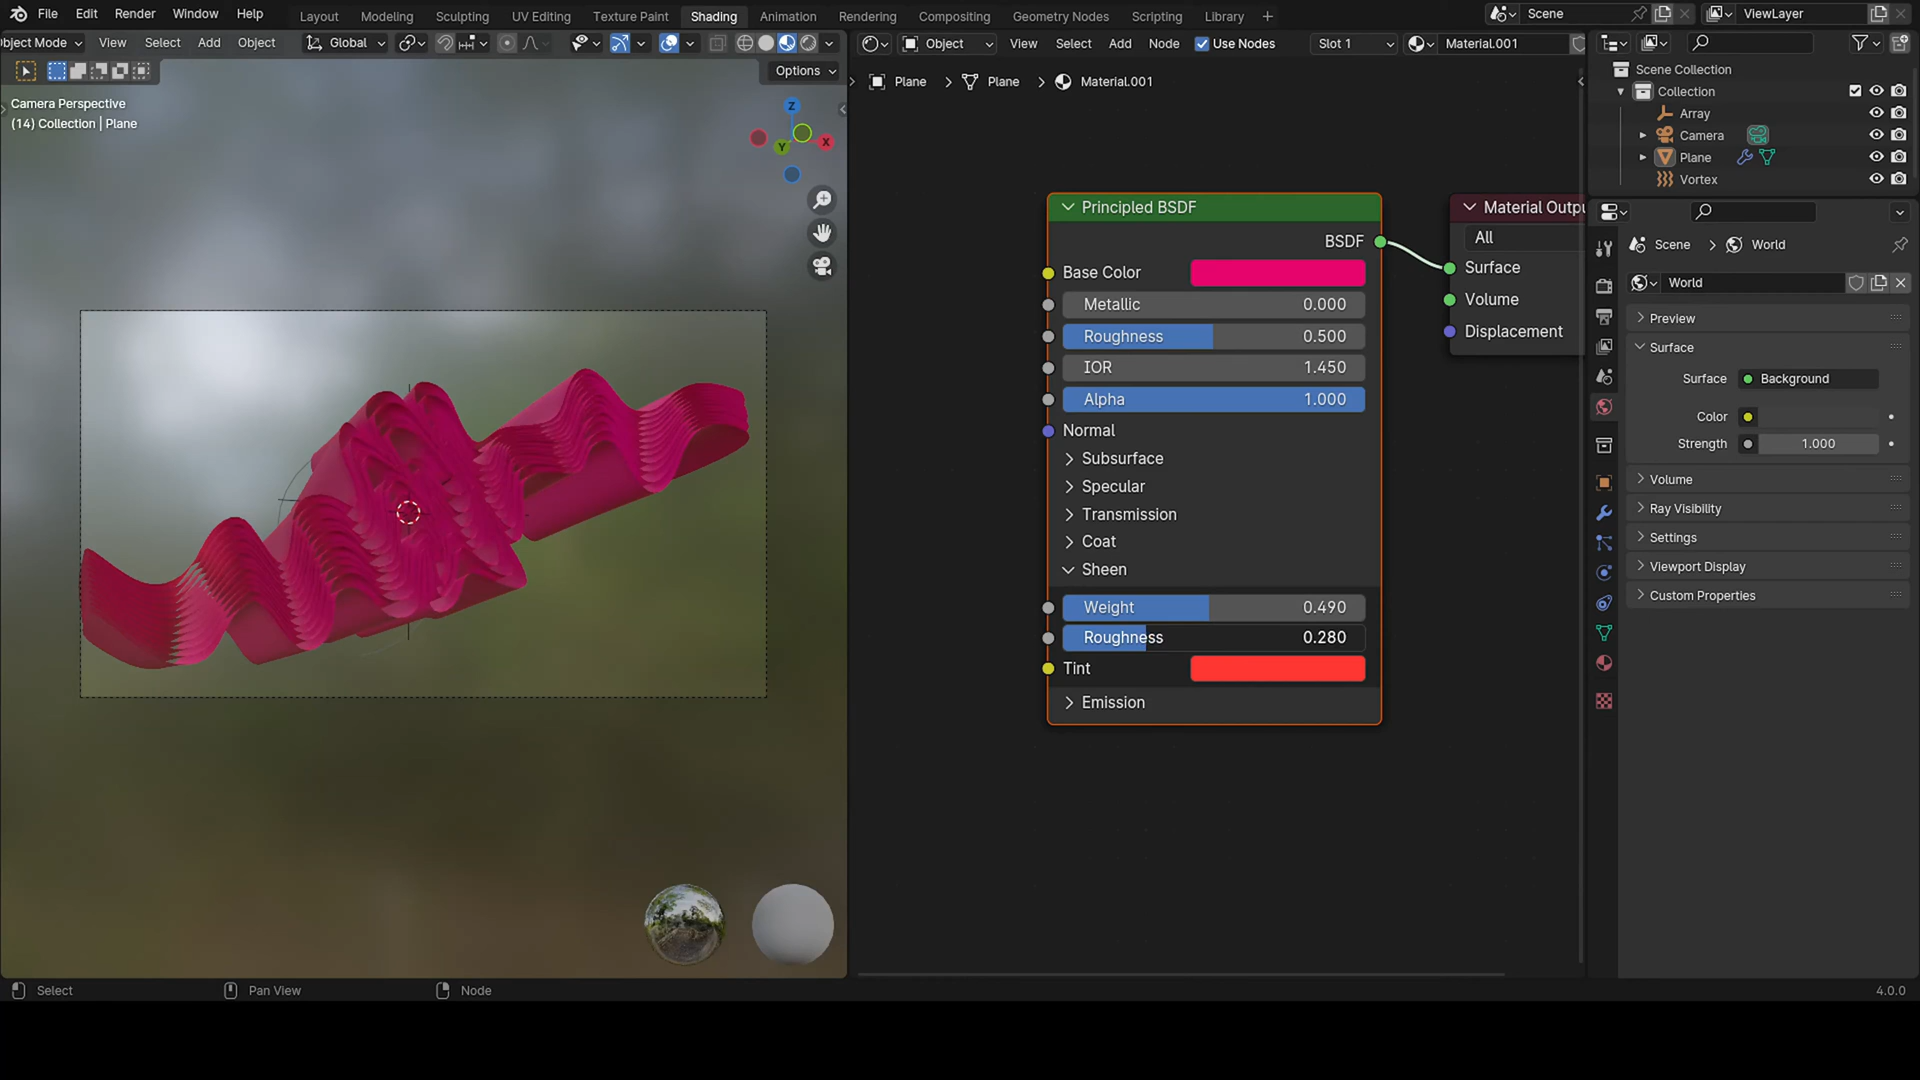 File Edit Render Window Help Layout Modeling Sculpting UV Editing Texture Paint Shading Animation Rendering Compositing Geometry Nodes Scripting Library + Scene ViewLayer
bject Mode View Select Add Object Global Object View Select Add Node Use Nodes Slot 1 Material.001
Options
Camera Perspective
(14) Collection | Plane
Z
X
Y
Plane > Plane > Material.001
Principled BSDF
BSDF
Base Color
Metallic 0.000
Roughness 0.500
IOR 1.450
Alpha 1.000
Normal
Subsurface
Specular
Transmission
Coat
Sheen
Weight 0.490
Roughness 0.280
Tint
Emission
Material Outpu
All
Surface
Volume
Displacement
Scene Collection
Collection
Array
Camera
Plane
Vortex
Scene > World
World
Preview
Surface
Surface Background
Color
Strength 1.000
Volume
Ray Visibility
Settings
Viewport Display
Custom Properties
Select Pan View Node 4.0.0